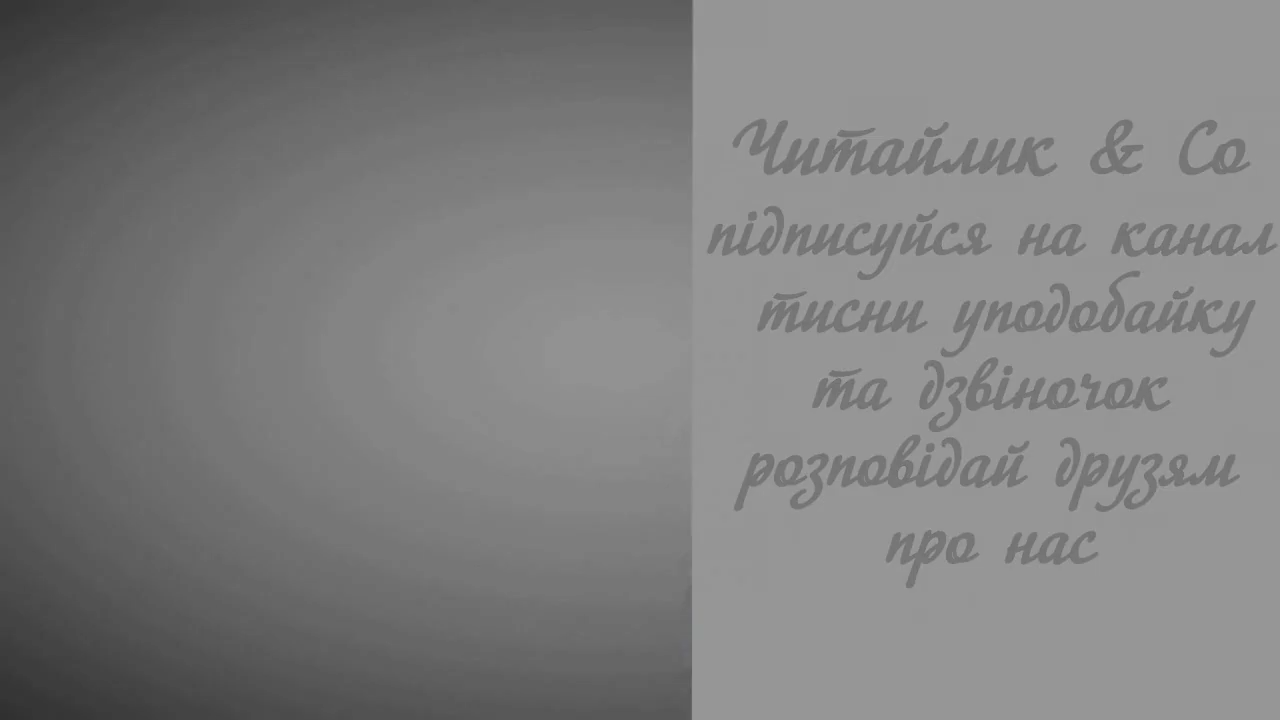 Читайлик & Co
підписуйся на канал
тисни уподобайку
та дзвіночок
розповідай друзям
про нас